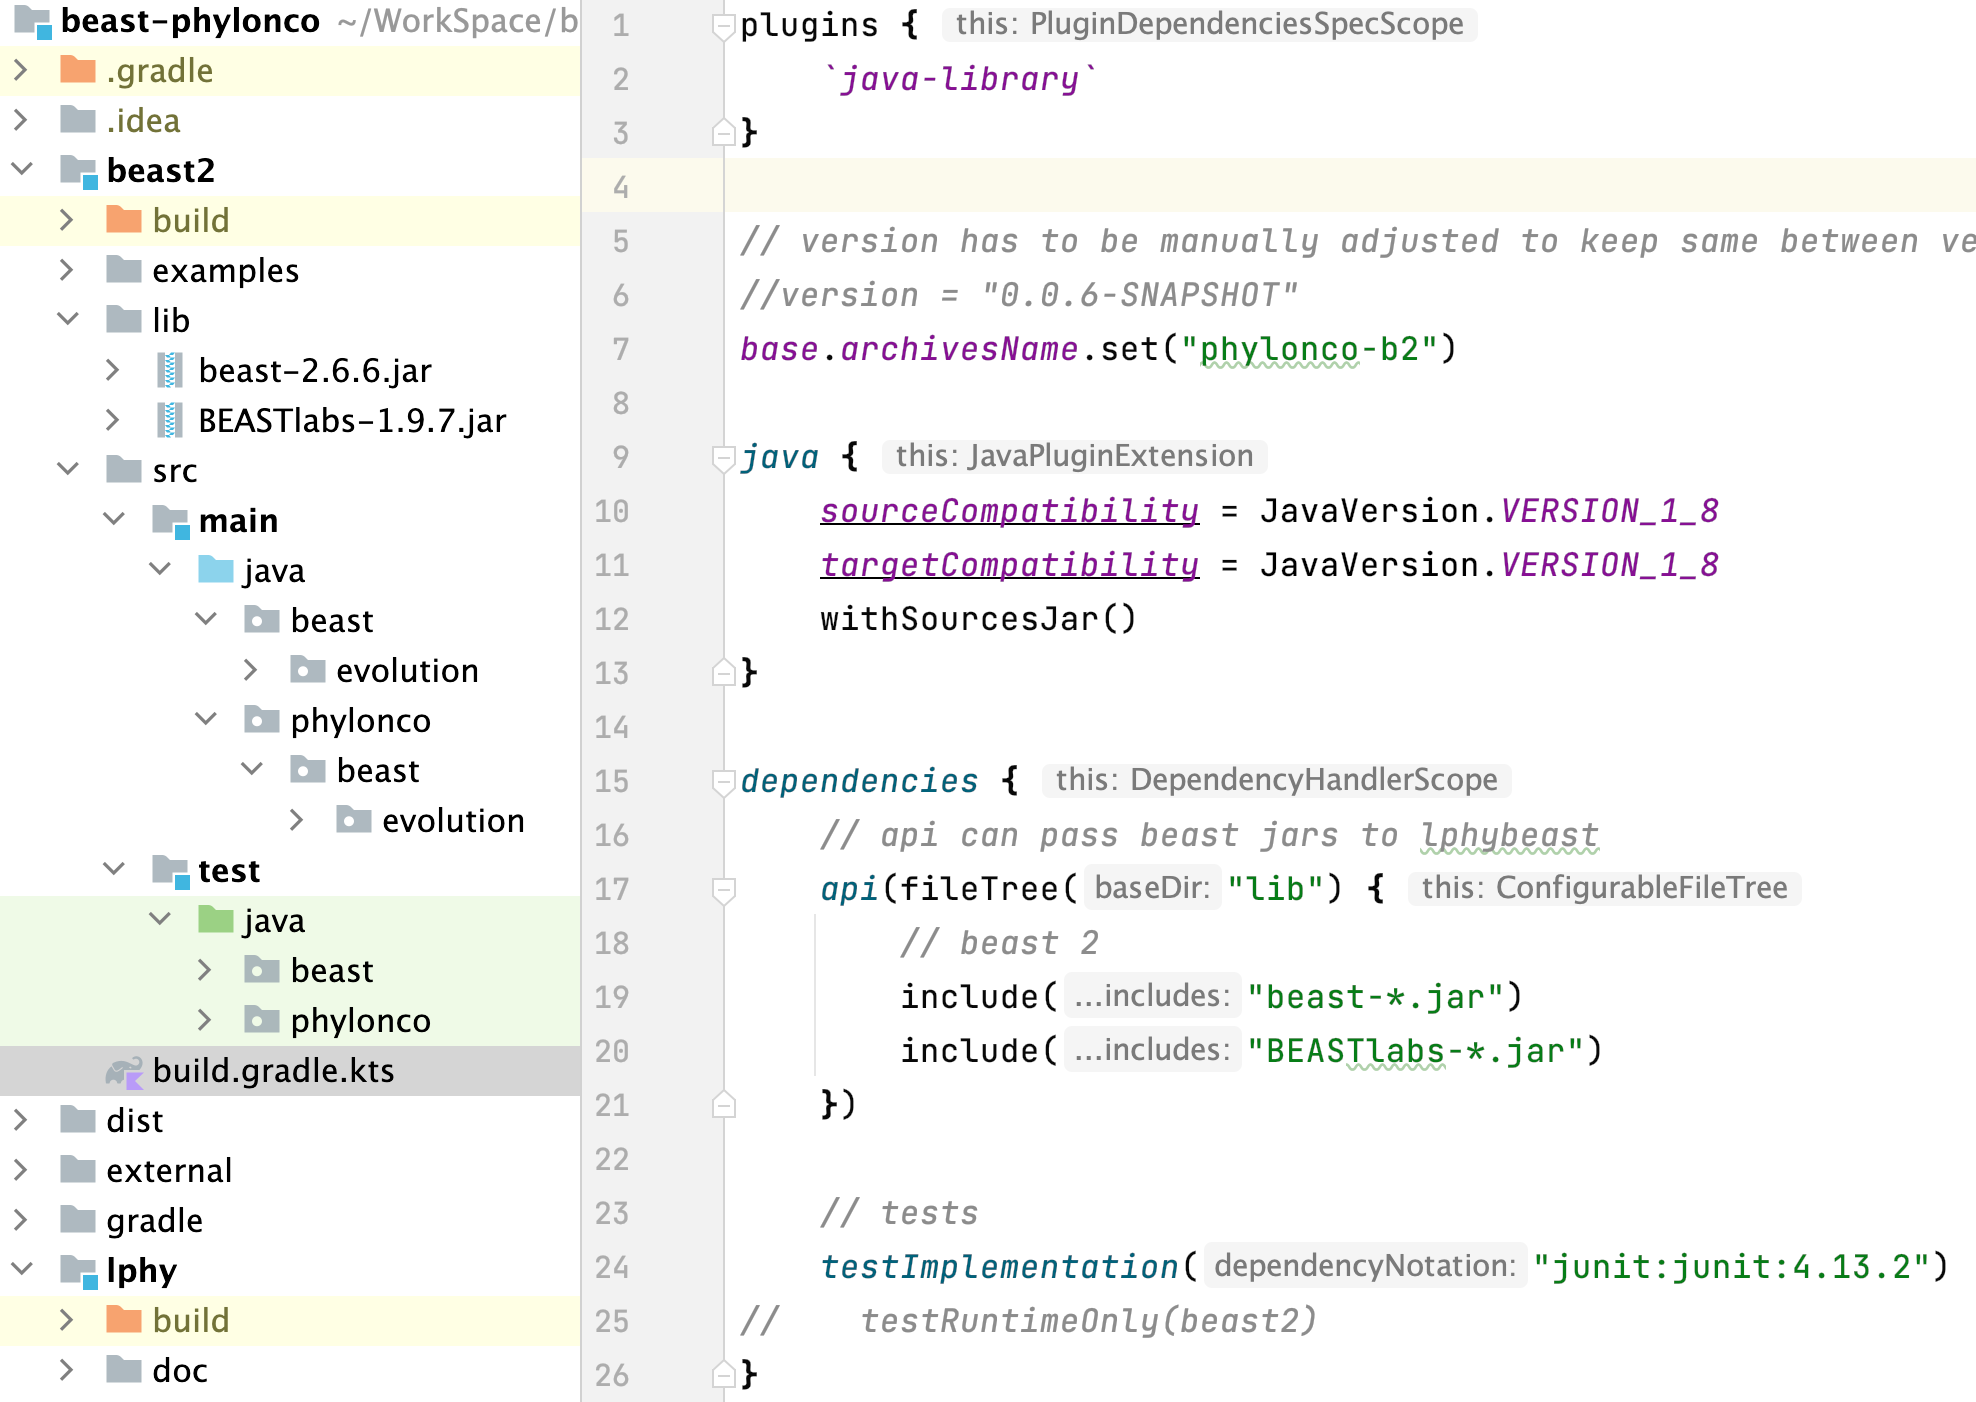 beast-phylonco ~/WorkSpace/b
.gradle
.idea
beast2
build
examples
lib
beast-2.6.6.jar
BEASTlabs-1.9.7.jar
src
main
java
beast
evolution
phylonco
beast
evolution
test
java
beast
phylonco
build.gradle.kts
dist
external
gradle
lphy
build
doc
1 plugins { this: PluginDependenciesSpecScope
2 `java-library`
3 }
4
5 // version has to be manually adjusted to keep same between ve
6 //version = "0.0.6-SNAPSHOT"
7 base.archivesName.set("phylonco-b2")
8
9 java { this: JavaPluginExtension
10 sourceCompatibility = JavaVersion.VERSION_1_8
11 targetCompatibility = JavaVersion.VERSION_1_8
12 withSourcesJar()
13 }
14
15 dependencies { this: DependencyHandlerScope
16 // api can pass beast jars to lphybeast
17 api(fileTree( baseDir: "lib") { this: ConfigurableFileTree
18 // beast 2
19 include( ...includes: "beast-*.jar")
20 include( ...includes: "BEASTlabs-*.jar")
21 })
22
23 // tests
24 testImplementation( dependencyNotation: "junit:junit:4.13.2")
25 // testRuntimeOnly(beast2)
26 }